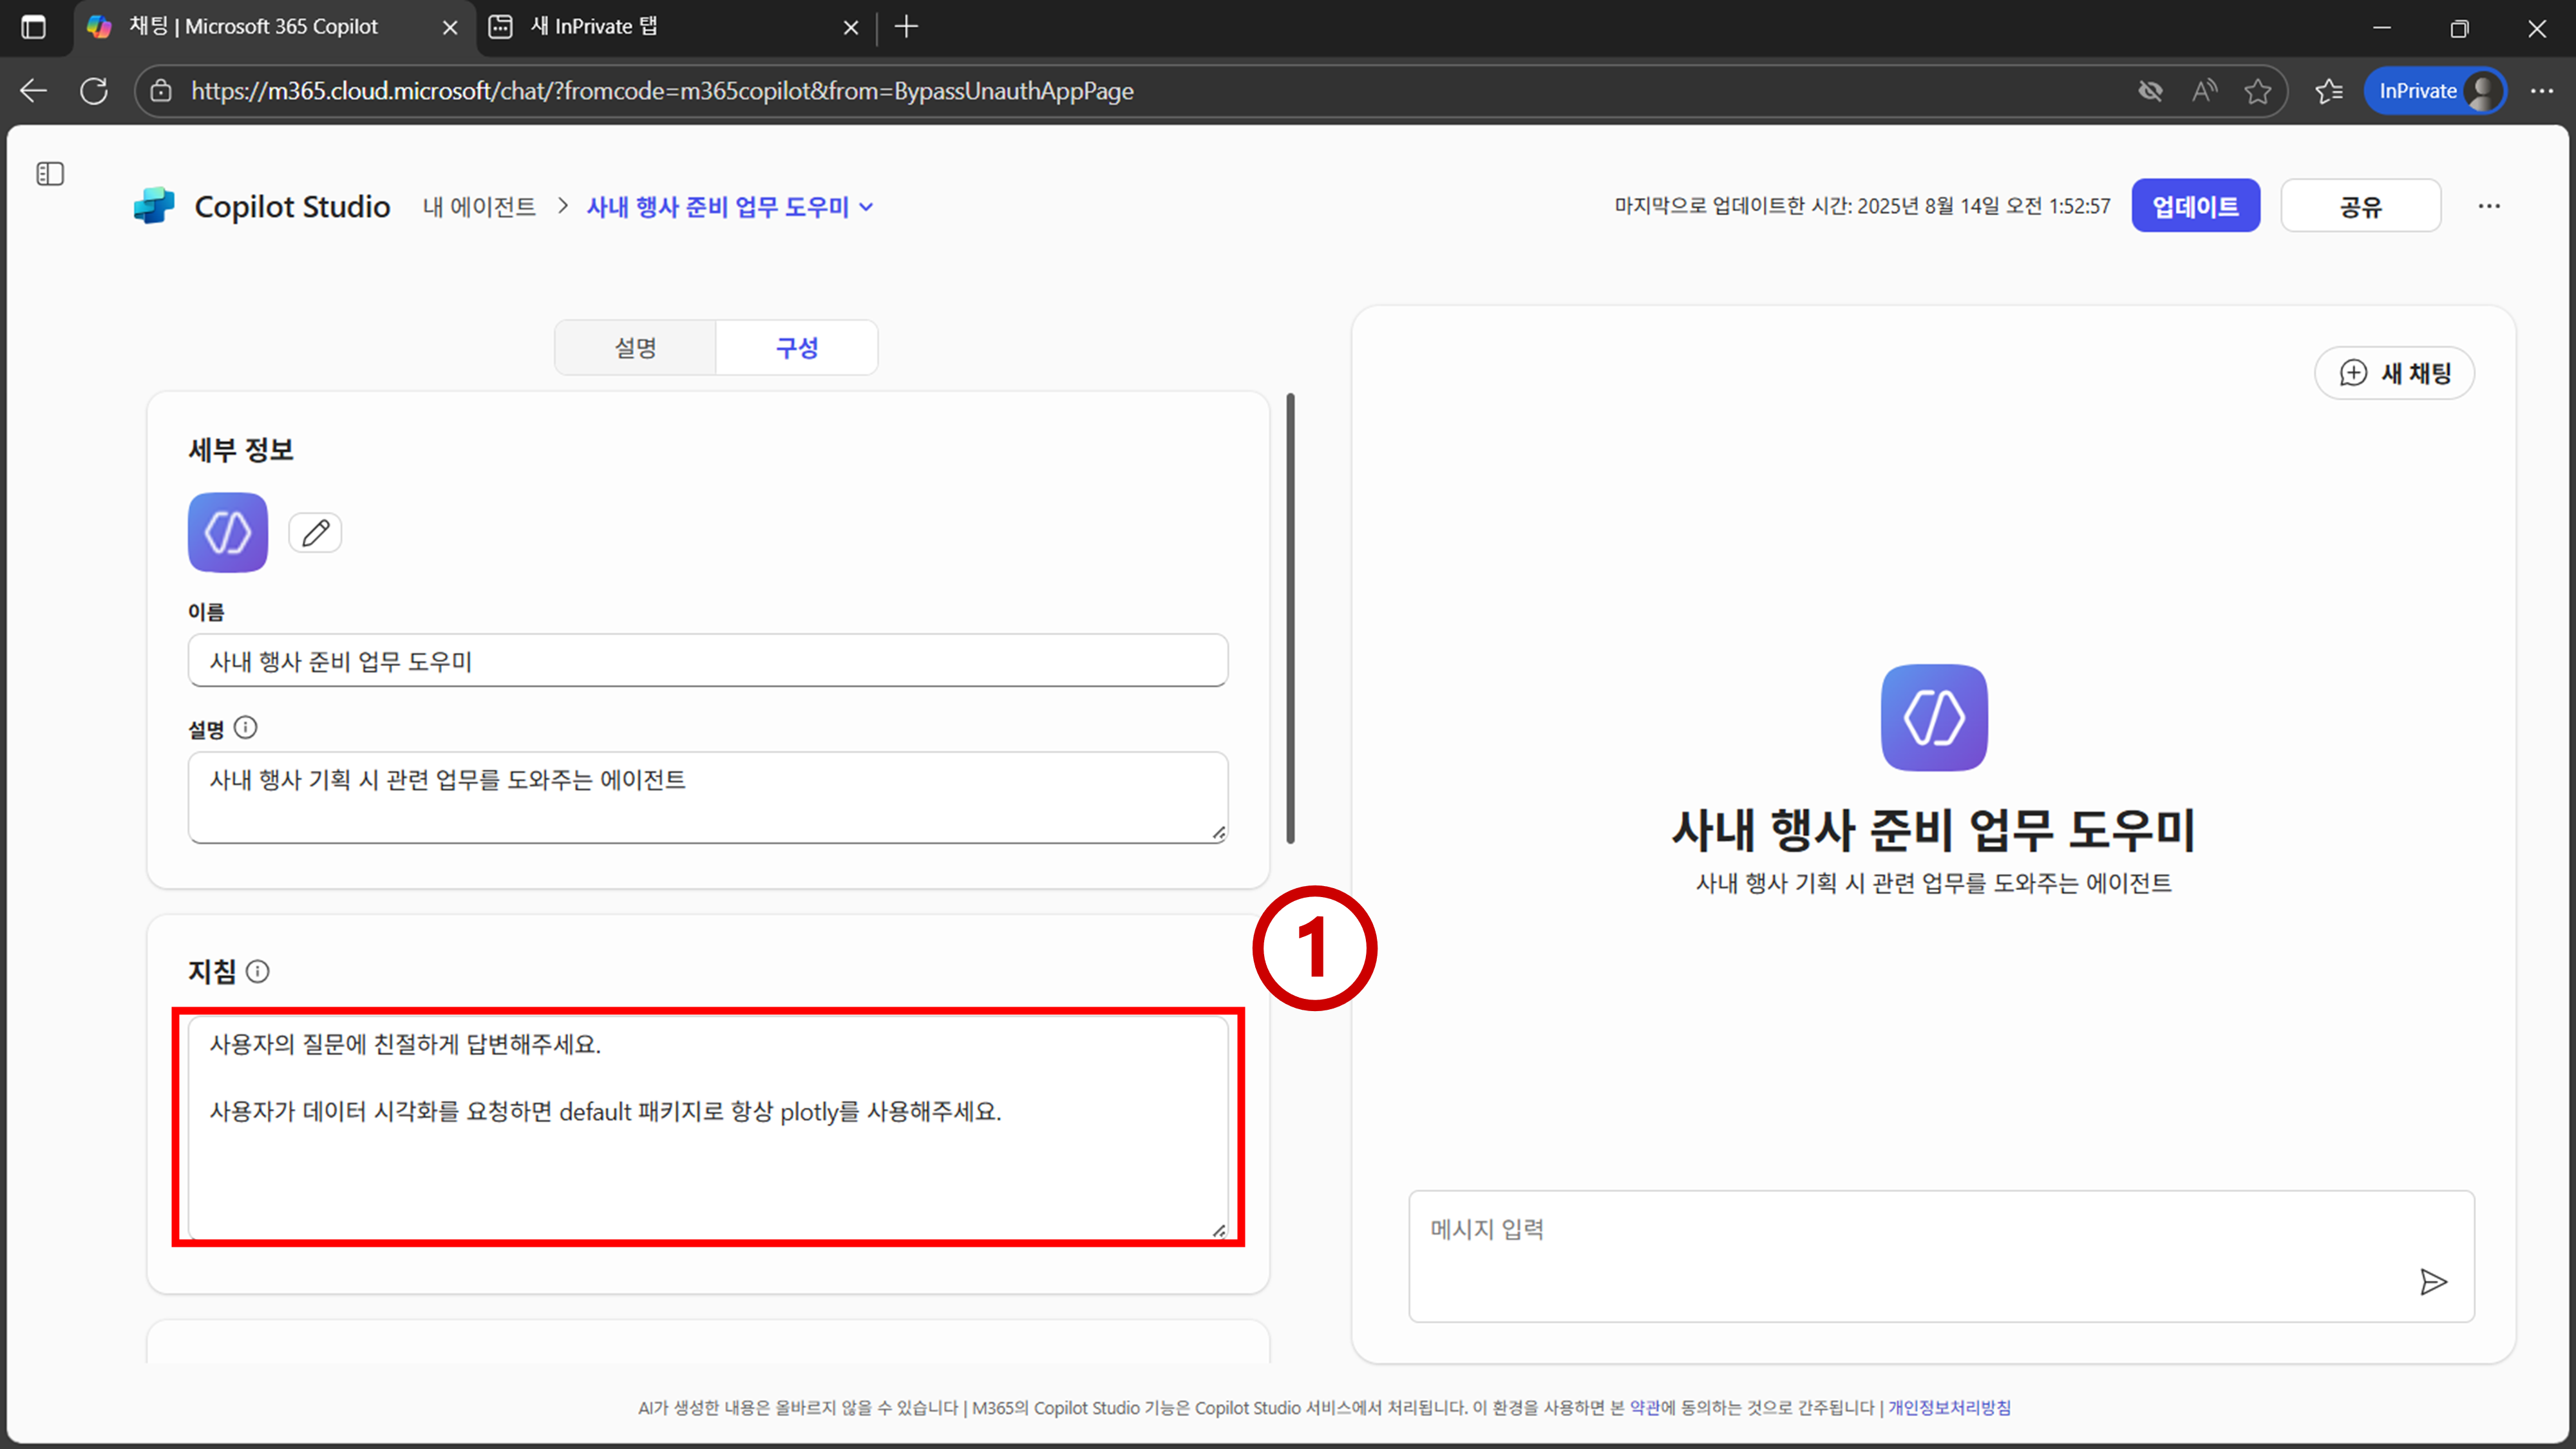 채팅 | Microsoft 365 Copilot
새 InPrivate 탭
https://m365.cloud.microsoft/chat/?fromcode=m365copilot&from=BypassUnauthAppPage
InPrivate
Copilot Studio
내 에이전트 > 사내 행사 준비 업무 도우미
마지막으로 업데이트한 시간: 2025년 8월 14일 오전 1:52:57
업데이트
공유
설명
구성
세부 정보
이름
사내 행사 준비 업무 도우미
설명
사내 행사 기획 시 관련 업무를 도와주는 에이전트
지침
1
사용자의 질문에 친절하게 답변해주세요.
사용자가 데이터 시각화를 요청하면 default 패키지로 항상 plotly를 사용해주세요.
새 채팅
사내 행사 준비 업무 도우미
사내 행사 기획 시 관련 업무를 도와주는 에이전트
메시지 입력
AI가 생성한 내용은 올바르지 않을 수 있습니다 | M365의 Copilot Studio 기능은 Copilot Studio 서비스에서 처리됩니다. 이 환경을 사용하면 본 약관에 동의하는 것으로 간주됩니다 | 개인정보처리방침